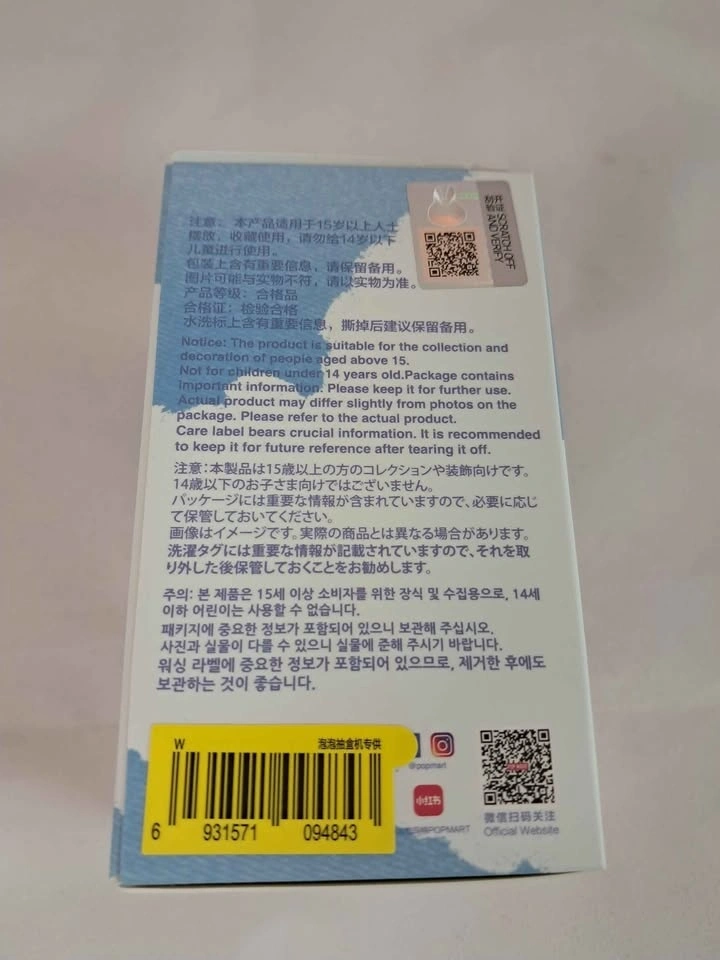 刮开
验证
SCRATCH OFF
AND VERIFY
注意: 本产品适用于15岁以上人士
摆放、收藏使用，请勿给14岁以下
儿童进行使用。
包装上含有重要信息，请保留备用。
图片可能与实物不符，请以实物为准。
产品等级：合格品
合格证：检验合格
水洗标上含有重要信息，撕掉后建议保留备用。
Notice: The product is suitable for the collection and
decoration of people aged above 15.
Not for children under 14 years old.Package contains
important information. Please keep it for further use.
Actual product may differ slightly from photos on the
package. Please refer to the actual product.
Care label bears crucial information. It is recommended
to keep it for future reference after tearing it off.
注意：本製品は15歳以上の方のコレクションや装飾向けです。
14歳以下のお子さま向けではございません。
パッケージには重要な情報が含まれていますので、必要に応じ
て保管しておいてください。
画像はイメージです。実際の商品とは異なる場合があります。
洗濯タグには重要な情報が記載されていますので、それを取
り外した後保管しておくことをお勧めします。
주의: 본 제품은 15세 이상 소비자를 위한 장식 및 수집용으로, 14세
이하 어린이는 사용할 수 없습니다.
패키지에 중요한 정보가 포함되어 있으니 보관해 주십시오.
사진과 실물이 다를 수 있으니 실물에 준해 주시기 바랍니다.
워싱 라벨에 중요한 정보가 포함되어 있으므로, 제거한 후에도
보관하는 것이 좋습니다.
W 泡泡抽盒机专供
6 931571 094843
@popmart
小红书
POPMART
POP MART
微信扫码关注
Official Website